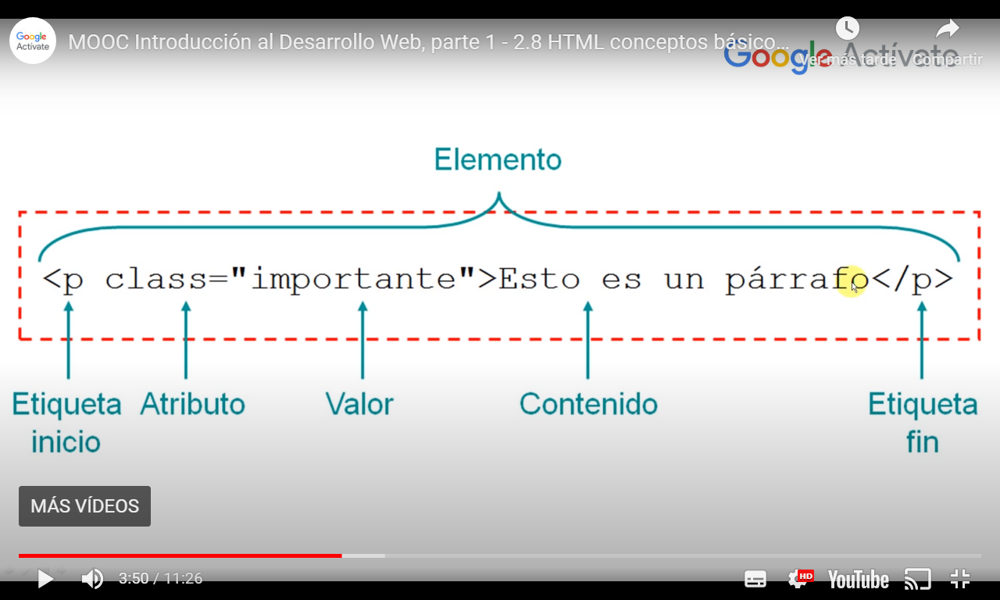 Google
Actívate
MOOC Introducción al Desarrollo Web, parte 1 - 2.8 HTML conceptos básico...
Google Actívate
Ver más tarde
Compartir
Elemento
<p class="importante">Esto es un párrafo</p>
Etiqueta inicio
Atributo
Valor
Contenido
Etiqueta fin
MÁS VÍDEOS
3:50 / 11:26
HD
YouTube